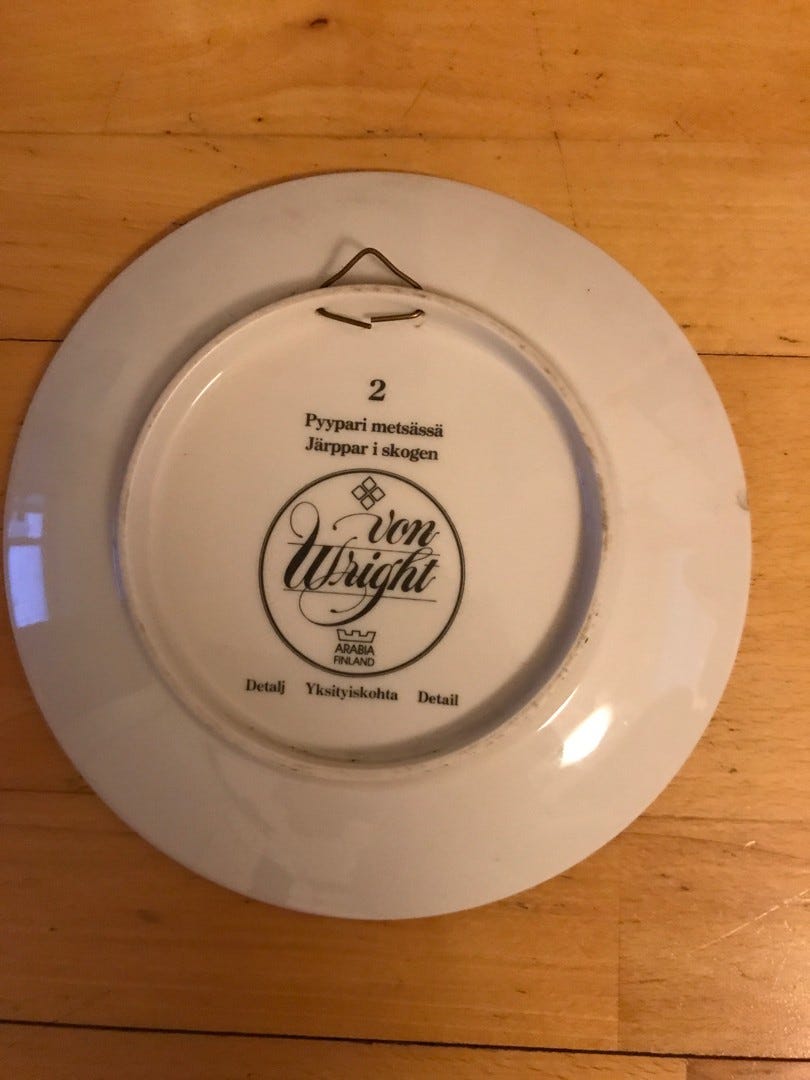 2
Pyypari metsässä
Järppar i skogen
von
Wright
ARABIA
FINLAND
Detalj Yksityiskohta Detail